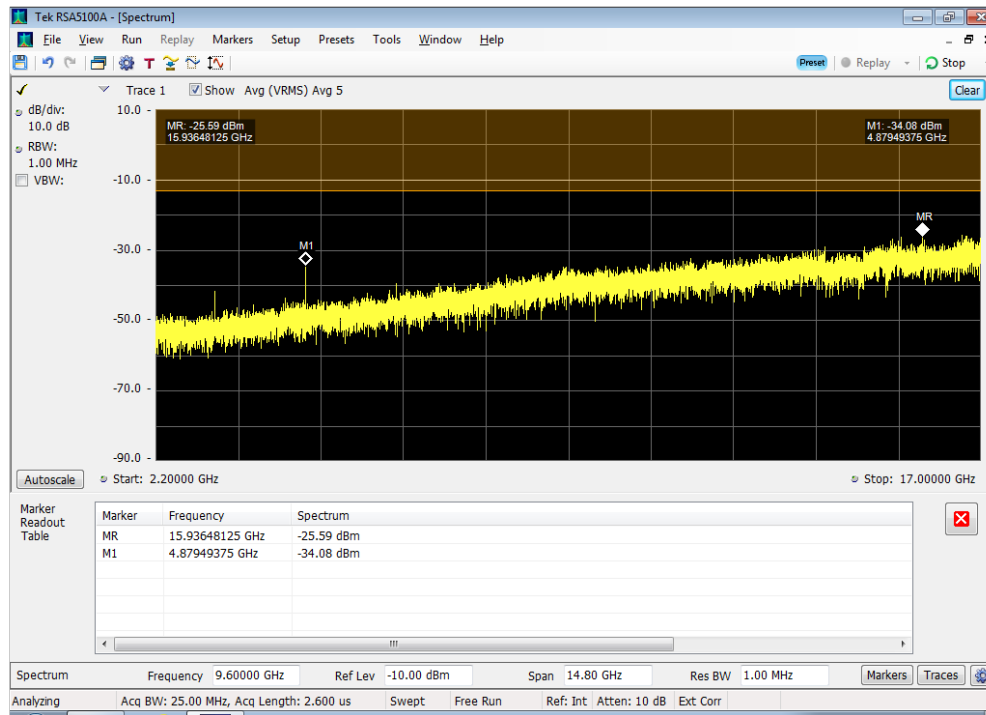 Tek RSA5100A - [Spectrum]
File View Run Replay Markers Setup Presets Tools Window Help
T Preset Replay Stop
Trace 1 Show Avg (VRMS) Avg 5 Clear
dB/div:
10.0 dB
RBW:
1.00 MHz
VBW:
10.0
-10.0
-30.0
-50.0
-70.0
-90.0
MR: -25.59 dBm
15.93648125 GHz
M1: -34.08 dBm
4.87949375 GHz
MR
M1
Autoscale Start: 2.20000 GHz Stop: 17.00000 GHz
Marker
Readout
Table
Marker Frequency Spectrum
MR 15.93648125 GHz -25.59 dBm
M1 4.87949375 GHz -34.08 dBm
Spectrum Frequency 9.60000 GHz Ref Lev -10.00 dBm Span 14.80 GHz Res BW 1.00 MHz Markers Traces
Analyzing Acq BW: 25.00 MHz, Acq Length: 2.600 us Swept Free Run Ref: Int Atten: 10 dB Ext Corr